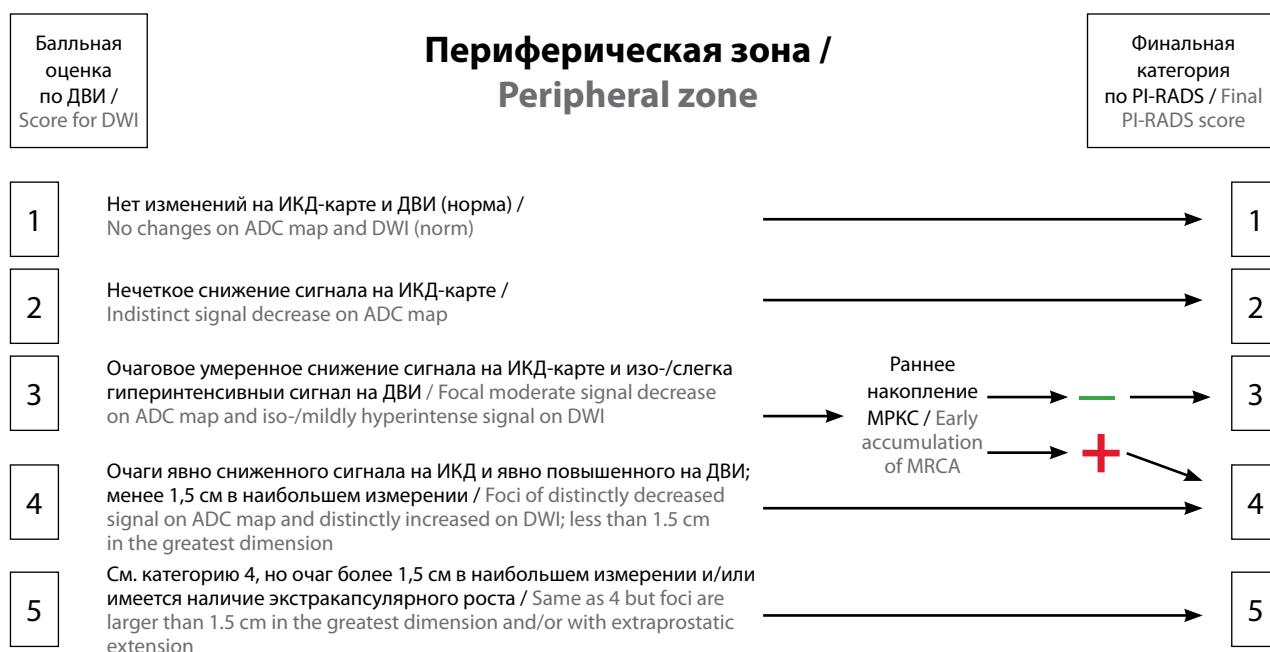 Балльная
оценка
по ДВИ /
Score for DWI
Периферическая зона /
Peripheral zone
Финальная
категория
по PI-RADS / Final
PI-RADS score
1
Нет изменений на ИКД-карте и ДВИ (норма) /
No changes on ADC map and DWI (norm)
1
2
Нечеткое снижение сигнала на ИКД-карте /
Indistinct signal decrease on ADC map
2
3
Очаговое умеренное снижение сигнала на ИКД-карте и изо-/слегка
гиперинтенсивныи сигнал на ДВИ / Focal moderate signal decrease
on ADC map and iso-/mildly hyperintense signal on DWI
Раннее
накопление
МРКС / Early
accumulation
of MRCA
–
+
3
4
Очаги явно сниженного сигнала на ИКД и явно повышенного на ДВИ;
менее 1,5 см в наибольшем измерении / Foci of distinctly decreased
signal on ADC map and distinctly increased on DWI; less than 1.5 cm
in the greatest dimension
4
5
См. категорию 4, но очаг более 1,5 см в наибольшем измерении и/или
имеется наличие экстракапсулярного роста / Same as 4 but foci are
larger than 1.5 cm in the greatest dimension and/or with extraprostatic
extension
5